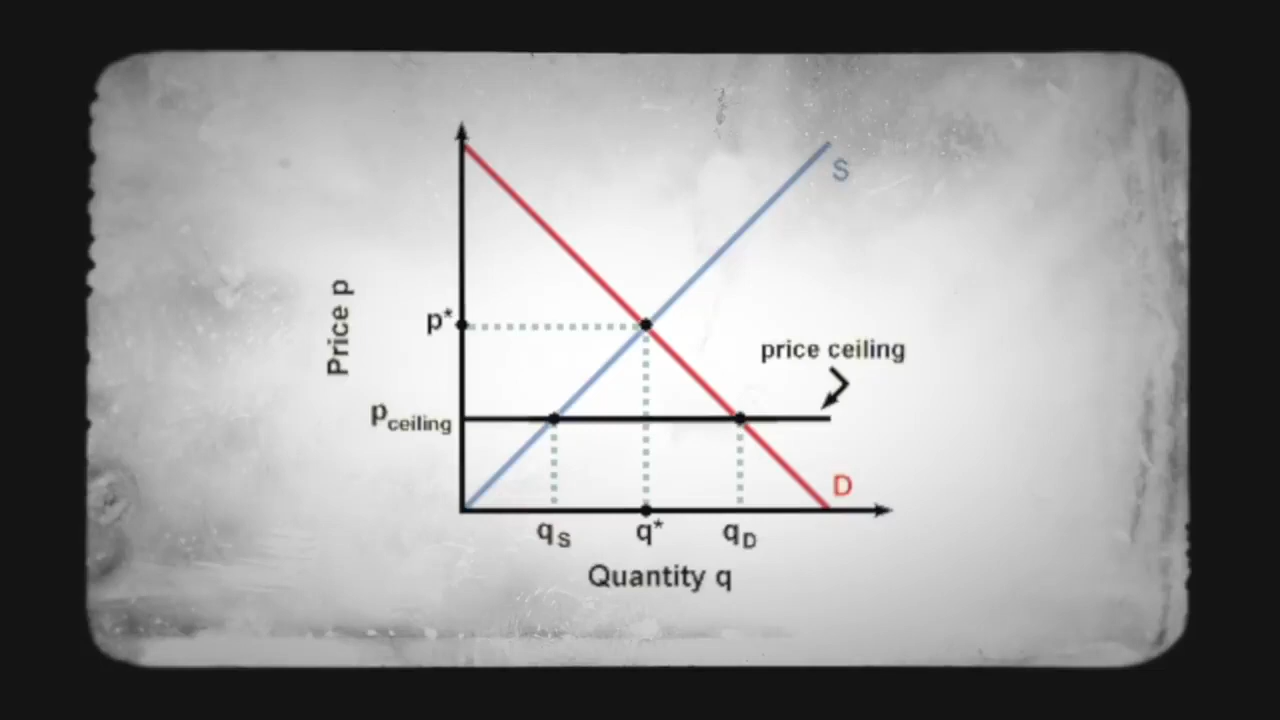 S
Price p
p*
price ceiling
pceiling
D
qS
q*
qD
Quantity q